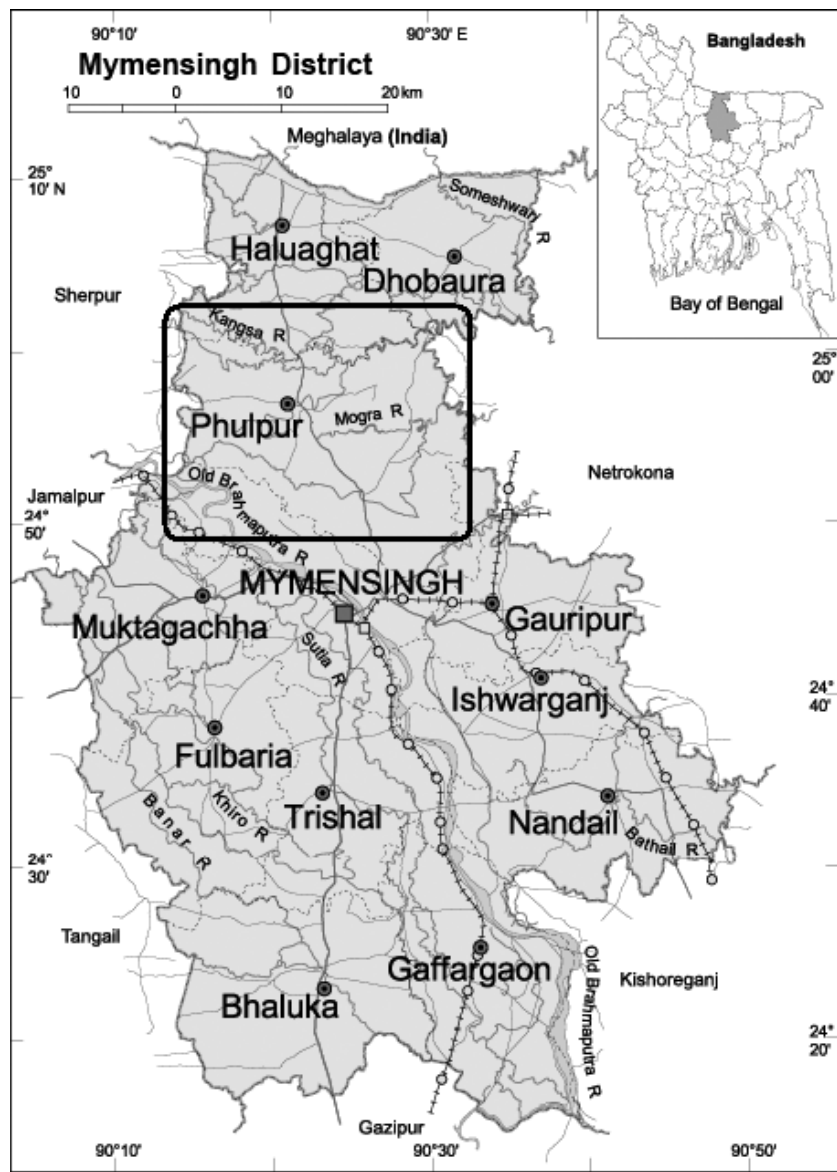 90°10'
90°30' E
Mymensingh District
10 0 10 20 km
Bangladesh
Bay of Bengal
Meghalaya (India)
25°
10' N
Someshwari R
Haluaghat
Dhobaura
Sherpur
Kangsa R
25°
00'
Phulpur
Mogra R
Netrokona
Jamalpur
Old Brahmaputra R
24°
50'
MYMENSINGH
Muktagachha
Gauripur
Sutia R
Ishwarganj
24°
40'
Fulbaria
Khiro R
Banar R
Trishal
Nandail
Bathail R
24°
30'
Tangail
Gaffargaon
Old Brahmaputra R
Kishoreganj
Bhaluka
24°
20'
Gazipur
90°10'
90°30'
90°50'